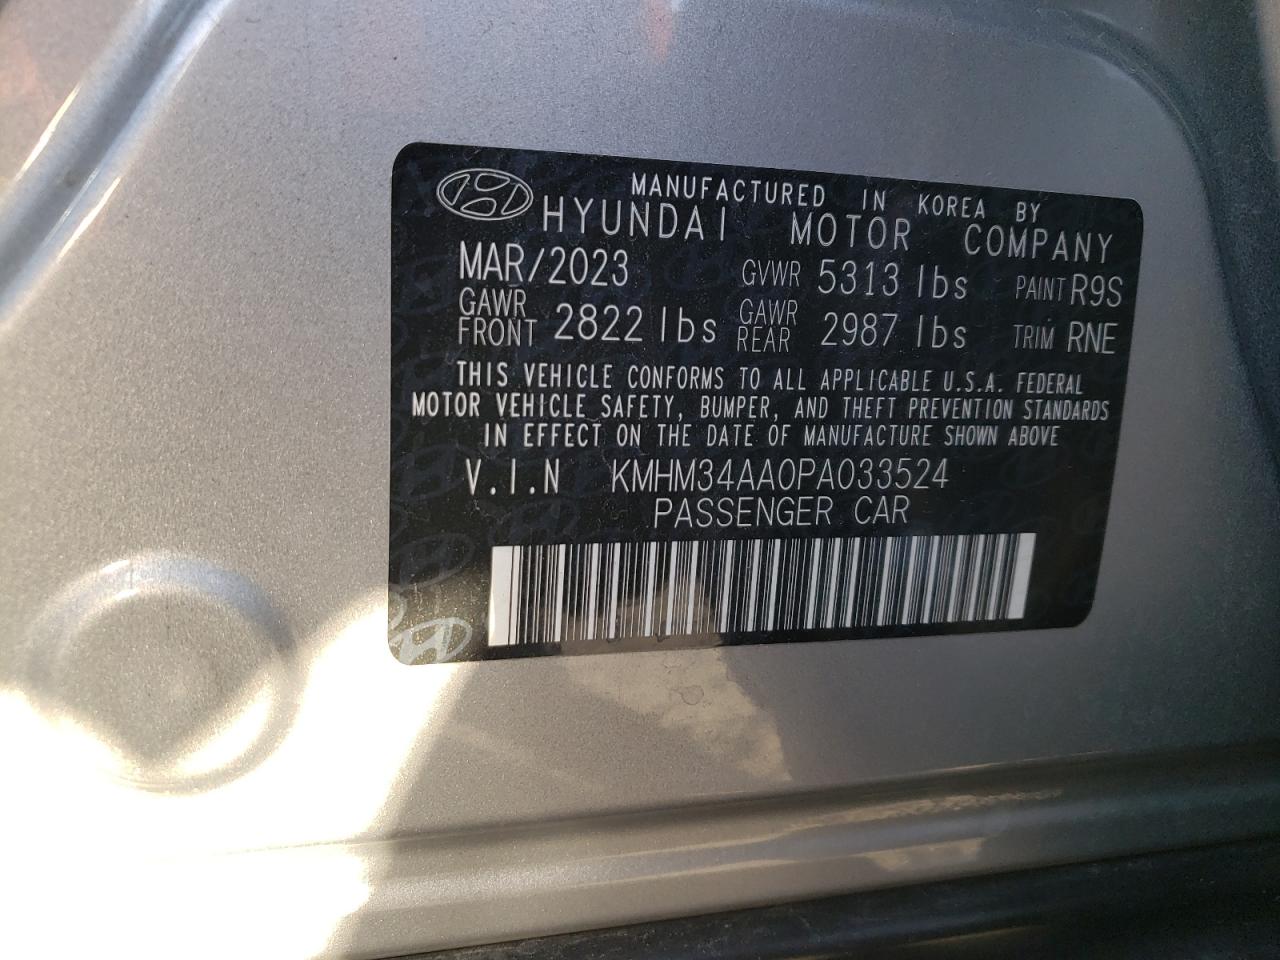 MANUFACTURED IN KOREA BY
HYUNDAI MOTOR COMPANY
MAR/2023 GVWR 5313 lbs PAINT R9S
GAWR FRONT 2822 lbs GAWR REAR 2987 lbs TRIM RNE
THIS VEHICLE CONFORMS TO ALL APPLICABLE U.S.A. FEDERAL
MOTOR VEHICLE SAFETY, BUMPER, AND THEFT PREVENTION STANDARDS
IN EFFECT ON THE DATE OF MANUFACTURE SHOWN ABOVE
V.I.N KMHM34AA0PA033524
PASSENGER CAR